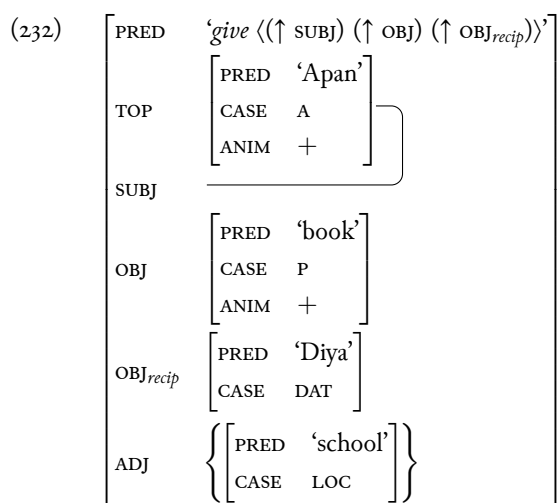 (232)
PRED ‘give ⟨(↑ SUBJ) (↑ OBJ) (↑ OBJrecip)⟩’
TOP
PRED ‘Apan’
CASE A
ANIM +
SUBJ
OBJ
PRED ‘book’
CASE P
ANIM +
OBJrecip
PRED ‘Diya’
CASE DAT
ADJ
PRED ‘school’
CASE LOC